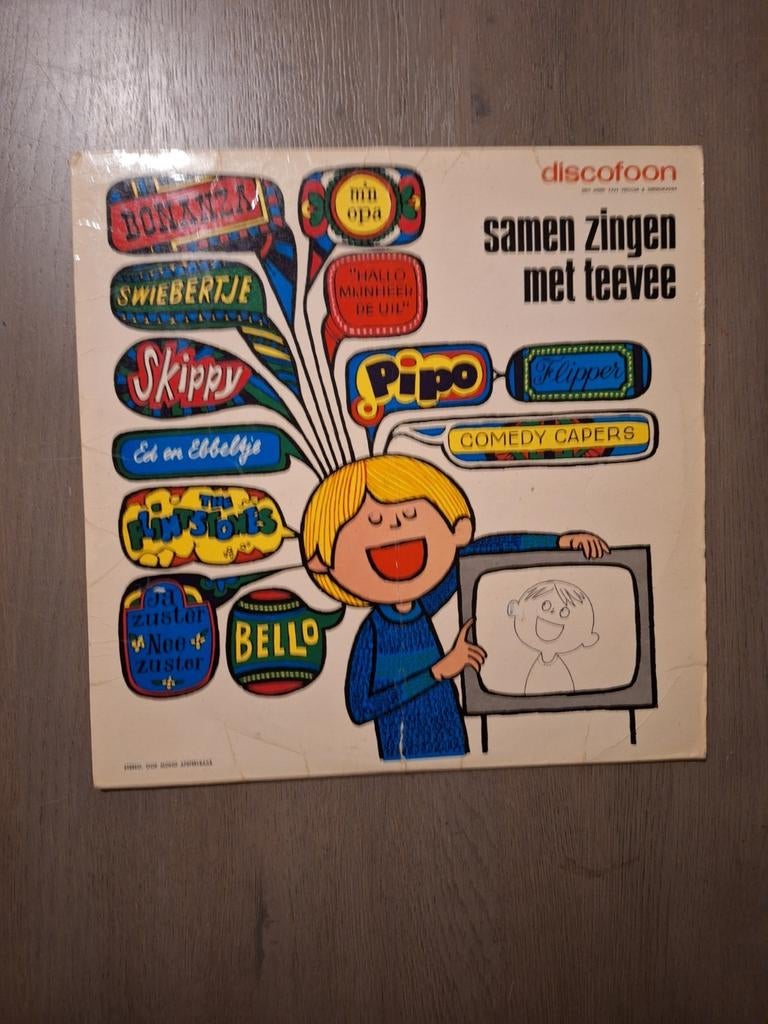 discofoon
samen zingen
met teevee
BONANZA
m'n
opa
SWIEBERTJE
"HALLO
MIJNHEER
DE UIL"
Skippy
Pipo
Flipper
Ed en Ebbeltje
COMEDY CAPERS
THE
FLINTSTONES
Ja
zuster
Nee
zuster
BELLO